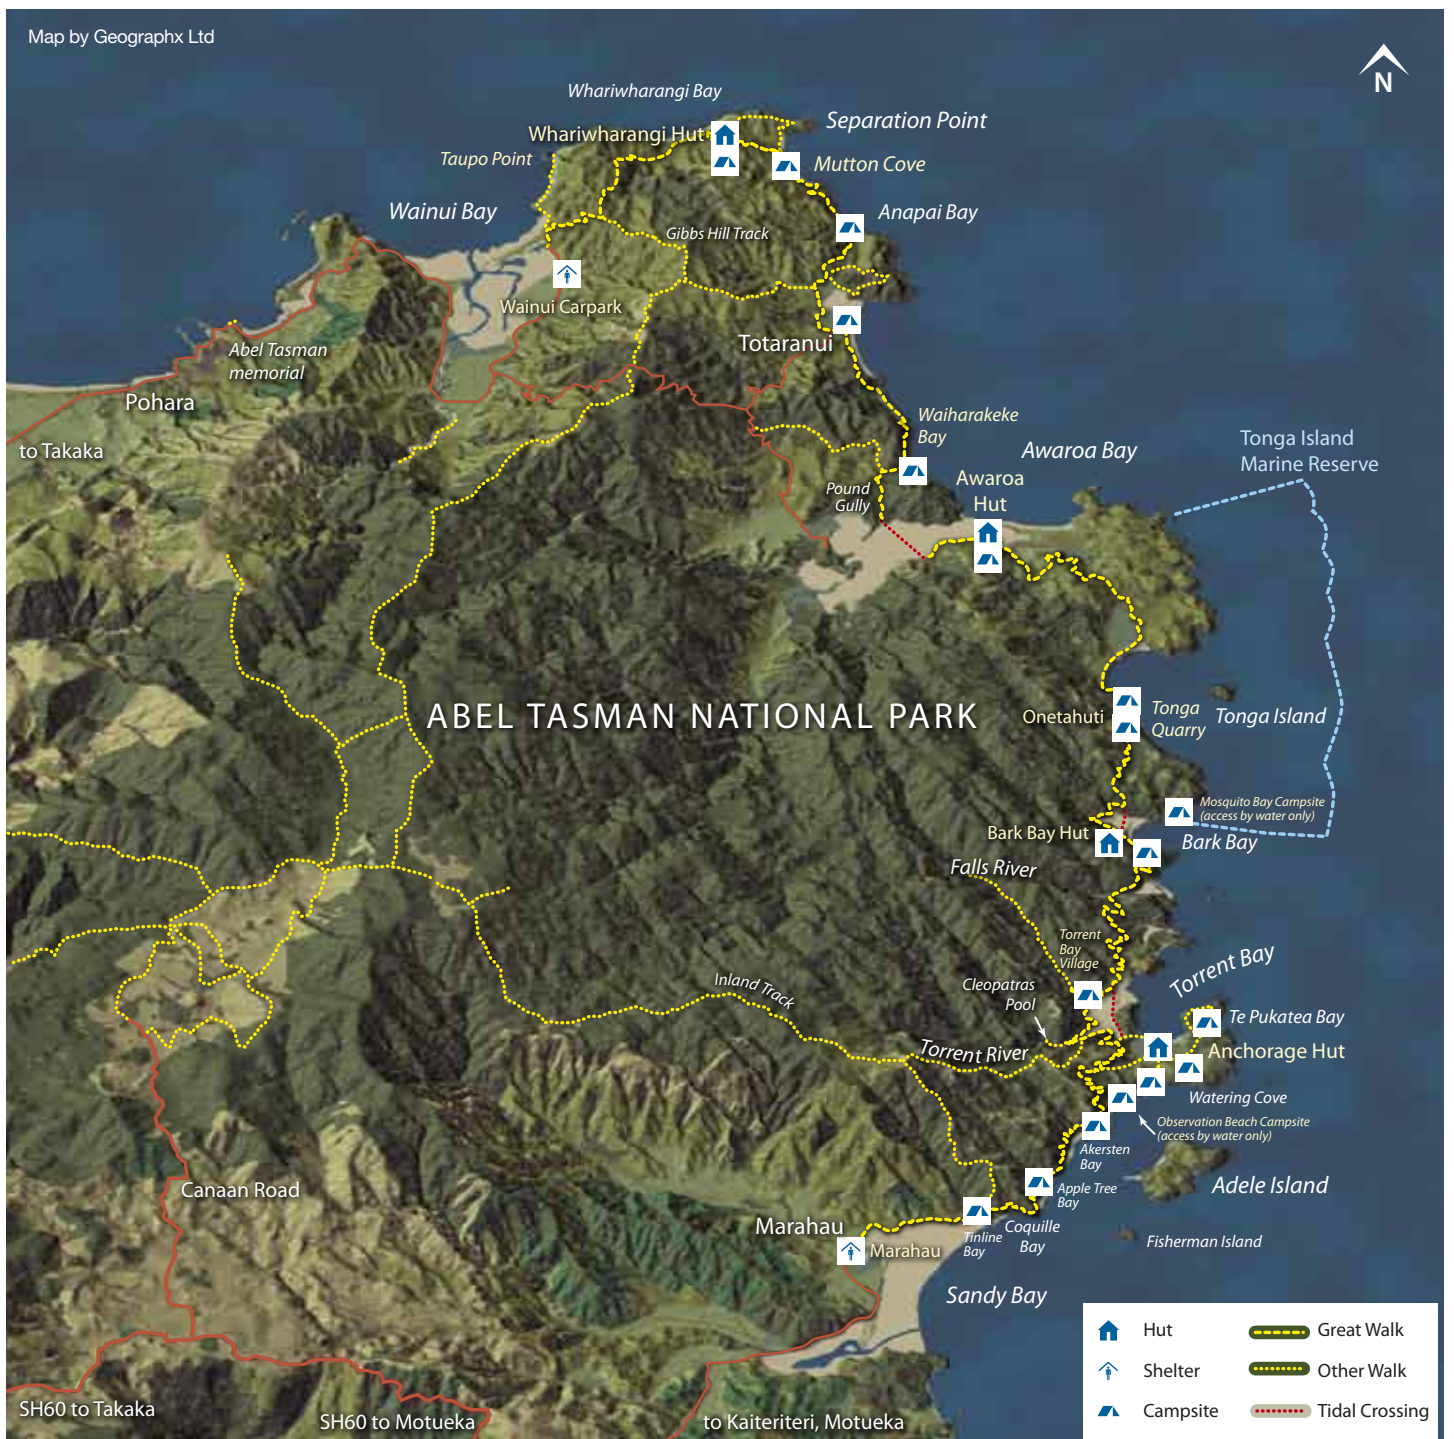 Map by Geographx Ltd
N
Whariwharangi Bay
Separation Point
Whariwharangi Hut
Taupo Point
Mutton Cove
Wainui Bay
Anapai Bay
Gibbs Hill Track
Wainui Carpark
Totaranui
Abel Tasman
memorial
Pohara
to Takaka
Waiharakeke
Bay
Awaroa Bay
Tonga Island
Marine Reserve
Awaroa
Hut
Pound
Gully
ABEL TASMAN NATIONAL PARK
Onetahuti
Tonga
Quarry
Tonga Island
Mosquito Bay Campsite
(access by water only)
Bark Bay Hut
Bark Bay
Falls River
Torrent
Bay
Village
Torrent Bay
Cleopatras
Pool
Inland Track
Te Pukatea Bay
Torrent River
Anchorage Hut
Watering Cove
Observation Beach Campsite
(access by water only)
Akersten
Bay
Adele Island
Apple Tree
Bay
Canaan Road
Marahau
Marahau
Tinline
Bay
Coquille
Bay
Fisherman Island
Sandy Bay
Hut
Great Walk
Shelter
Other Walk
Campsite
Tidal Crossing
SH60 to Takaka
SH60 to Motueka
to Kaiteriteri, Motueka